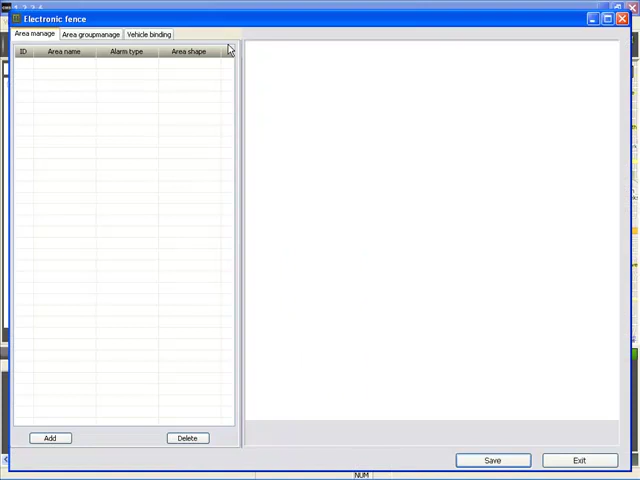 Electronic fence
Area manage
Area groupmanage
Vehicle binding
ID
Area name
Alarm type
Area shape
Add
Delete
Save
Exit
NUM